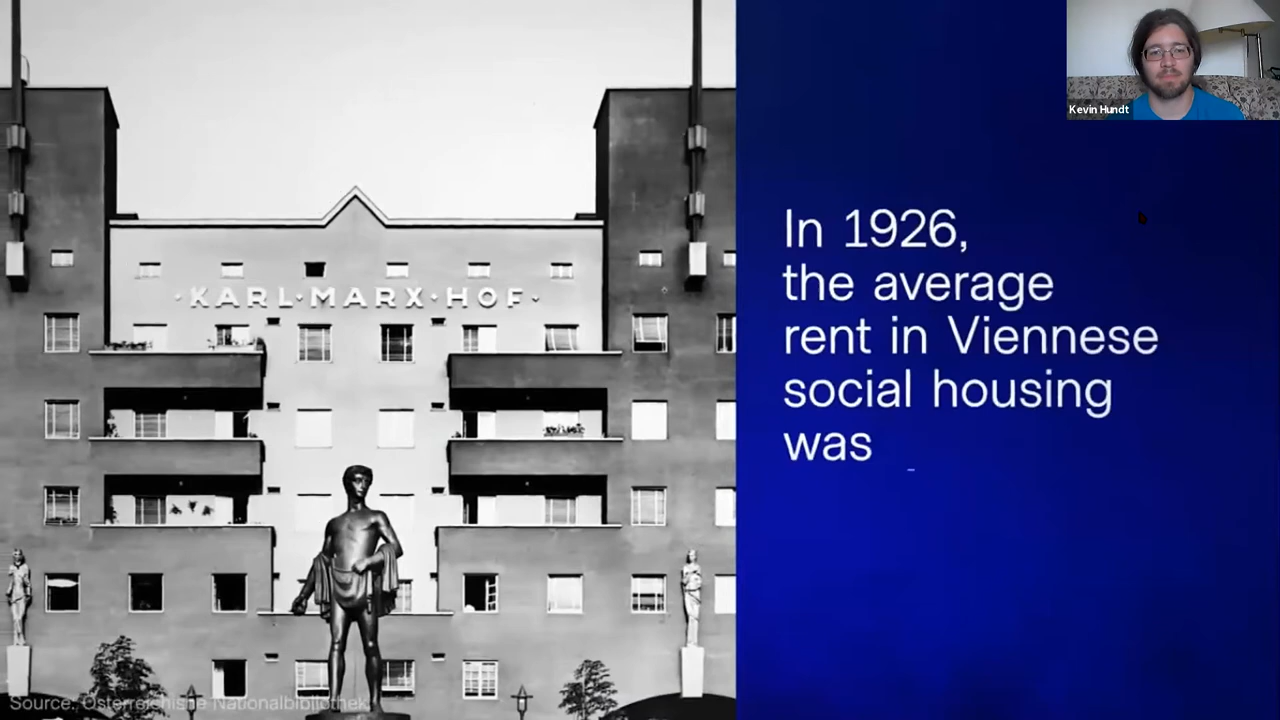 ·KARL·MARX·HOF·
In 1926,
the average
rent in Viennese
social housing
was
Kevin Hundt
Source: Österreichische Nationalbibliothek